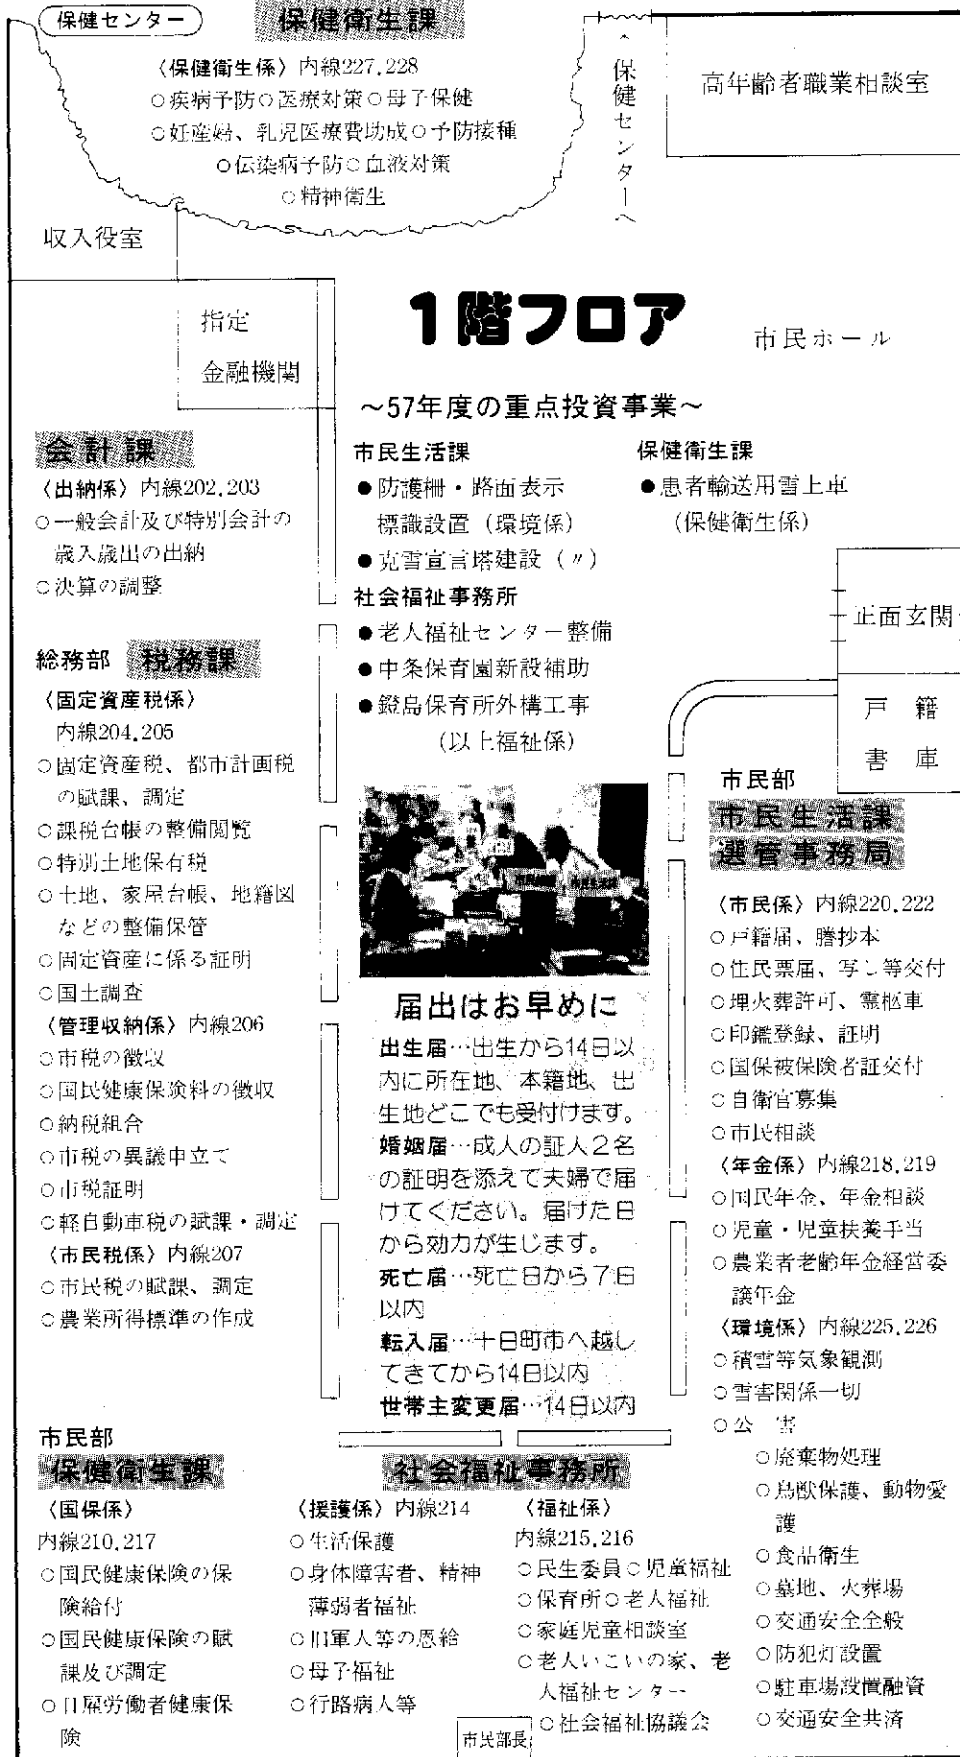 保健センター
保健衛生課
〈保健衛生係〉内線227.228
○疾病予防○医療対策○母子保健
○妊産婦、乳児医療費助成○予防接種
○伝染病予防○血液対策
○精神衛生
保健センターへ
高年齢者職業相談室
収入役室
指定
金融機関
1階フロア
市民ホール
〜57年度の重点投資事業〜
市民生活課
●防護柵・路面表示
標識設置（環境係）
●克雪宣言塔建設（〃）
社会福祉事務所
●老人福祉センター整備
●中条保育園新設補助
●鐙島保育所外構工事
（以上福祉係）
保健衛生課
●患者輸送用雪上車
（保健衛生係）
正面玄関
戸籍
書庫
会計課
〈出納係〉内線202.203
○一般会計及び特別会計の
歳入歳出の出納
○決算の調整
総務部 税務課
〈固定資産税係〉
内線204.205
○固定資産税、都市計画税
の賦課、調定
○課税台帳の整備閲覧
○特別土地保有税
○土地、家屋台帳、地籍図
などの整備保管
○固定資産に係る証明
○国土調査
〈管理収納係〉内線206
○市税の徴収
○国民健康保険料の徴収
○納税組合
○市税の異議申立て
○市税証明
○軽自動車税の賦課・調定
〈市民税係〉内線207
○市民税の賦課、調定
○農業所得標準の作成
届出はお早めに
出生届…出生から14日以
内に所在地、本籍地、出
生地どこでも受付けます。
婚姻届…成人の証人2名
の証明を添えて夫婦で届
けてください。届けた日
から効力が生じます。
死亡届…死亡日から7日
以内
転入届…十日町市へ越し
てきてから14日以内
世帯主変更届…14日以内
市民部
市民生活課
選管事務局
〈市民係〉内線220.222
○戸籍届、謄抄本
○住民票届、写し等交付
○埋火葬許可、霊柩車
○印鑑登録、証明
○国保被保険者証交付
○自衛官募集
○市民相談
〈年金係〉内線218.219
○国民年金、年金相談
○児童・児童扶養手当
○農業者老齢年金経営委
譲年金
〈環境係〉内線225.226
○積雪等気象観測
○雪害関係一切
○公 害
○廃棄物処理
○鳥獣保護、動物愛
護
○食品衛生
○墓地、火葬場
○交通安全全般
○防犯灯設置
○駐車場設置融資
○交通安全共済
市民部
保健衛生課
〈国保係〉
内線210.217
○国民健康保険の保
険給付
○国民健康保険の賦
課及び調定
○日雇労働者健康保
険
社会福祉事務所
〈援護係〉内線214
○生活保護
○身体障害者、精神
薄弱者福祉
○旧軍人等の恩給
○母子福祉
○行路病人等
〈福祉係〉
内線215.216
○民生委員○児童福祉
○保育所○老人福祉
○家庭児童相談室
○老人いこいの家、老
人福祉センター
○社会福祉協議会
市民部長